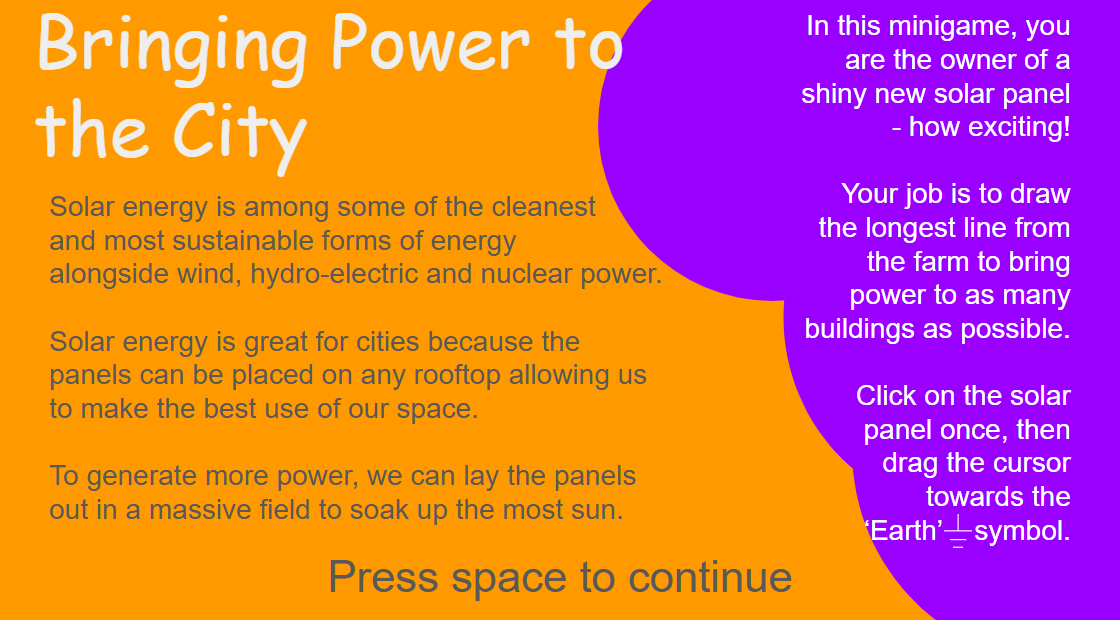 Bringing Power to
the City
Solar energy is among some of the cleanest
and most sustainable forms of energy
alongside wind, hydro-electric and nuclear power.
Solar energy is great for cities because the
panels can be placed on any rooftop allowing us
to make the best use of our space.
To generate more power, we can lay the panels
out in a massive field to soak up the most sun.
In this minigame, you
are the owner of a
shiny new solar panel
- how exciting!
Your job is to draw
the longest line from
the farm to bring
power to as many
buildings as possible.
Click on the solar
panel once, then
drag the cursor
towards the
‘Earth’ symbol.
Press space to continue